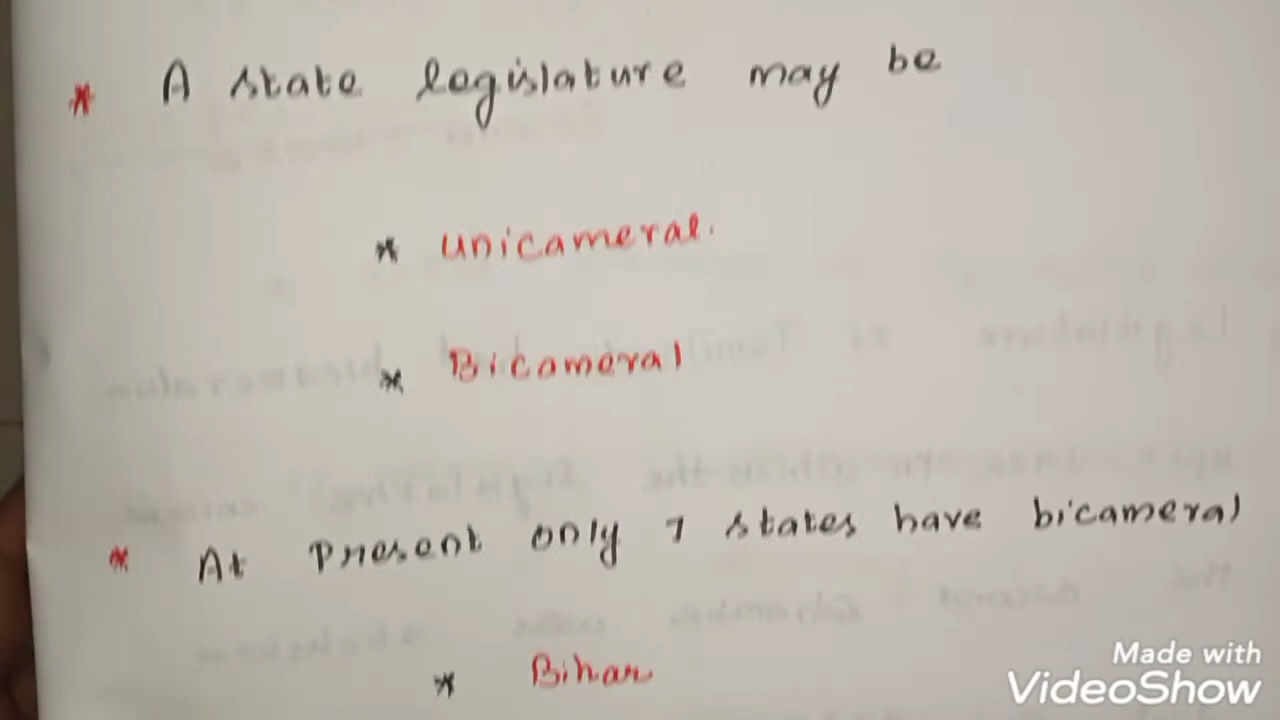 * A state legislature may be
* unicameral.
* Bicameral
* At Present only 7 states have bicameral
* Bihar
Made with
VideoShow